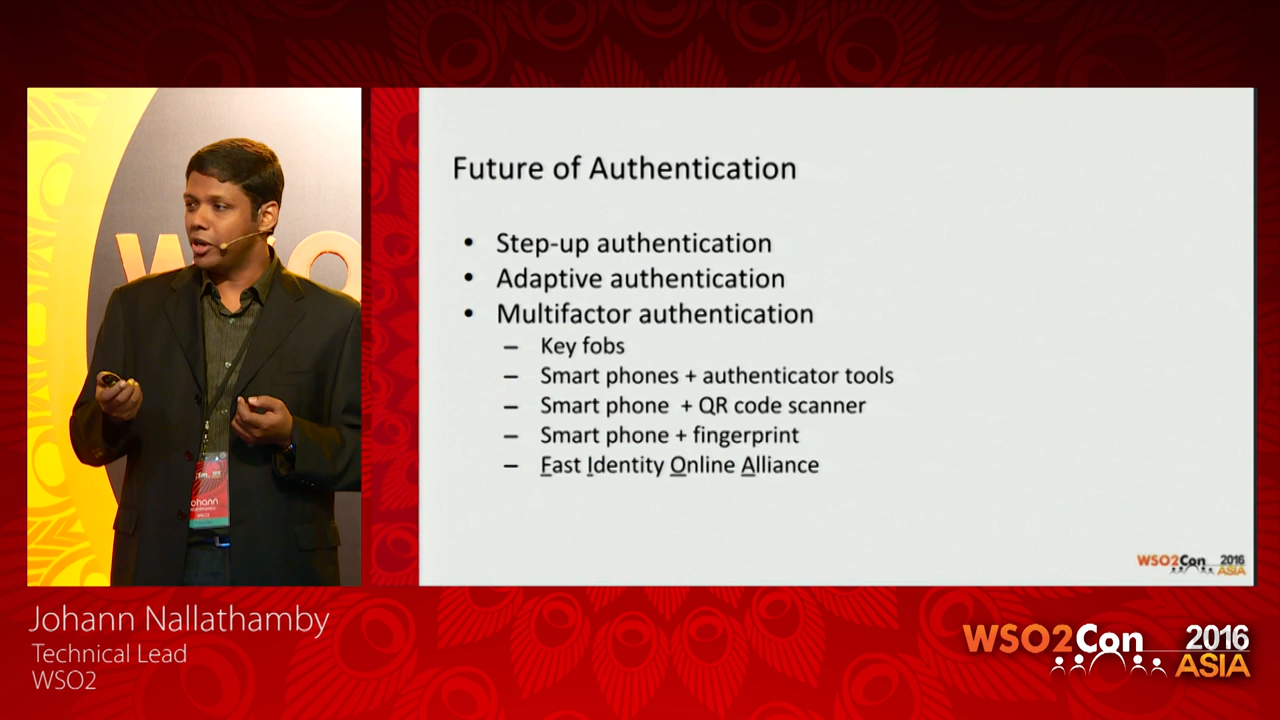 Future of Authentication
• Step-up authentication
• Adaptive authentication
• Multifactor authentication
– Key fobs
– Smart phones + authenticator tools
– Smart phone + QR code scanner
– Smart phone + fingerprint
– Fast Identity Online Alliance
WSO2Con 2016
ASIA
WSO2
Johann
Johann Nallathamby
Technical Lead
WSO2
WSO2Con 2016
ASIA